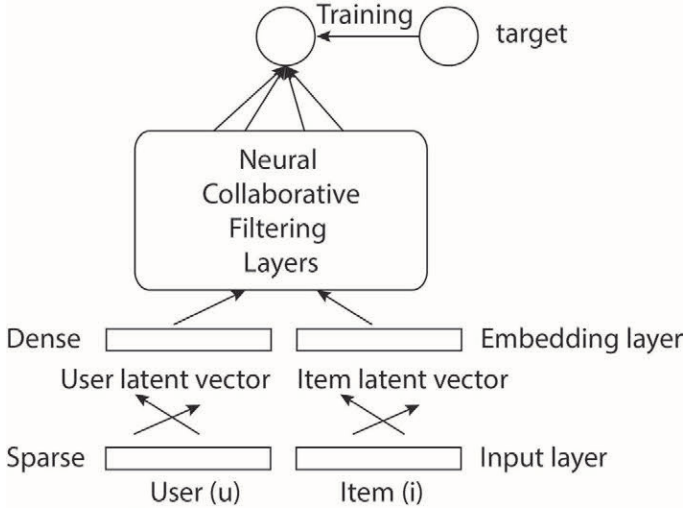 Training
target
Neural
Collaborative
Filtering
Layers
Dense
Embedding layer
User latent vector
Item latent vector
Sparse
Input layer
User (u)
Item (i)